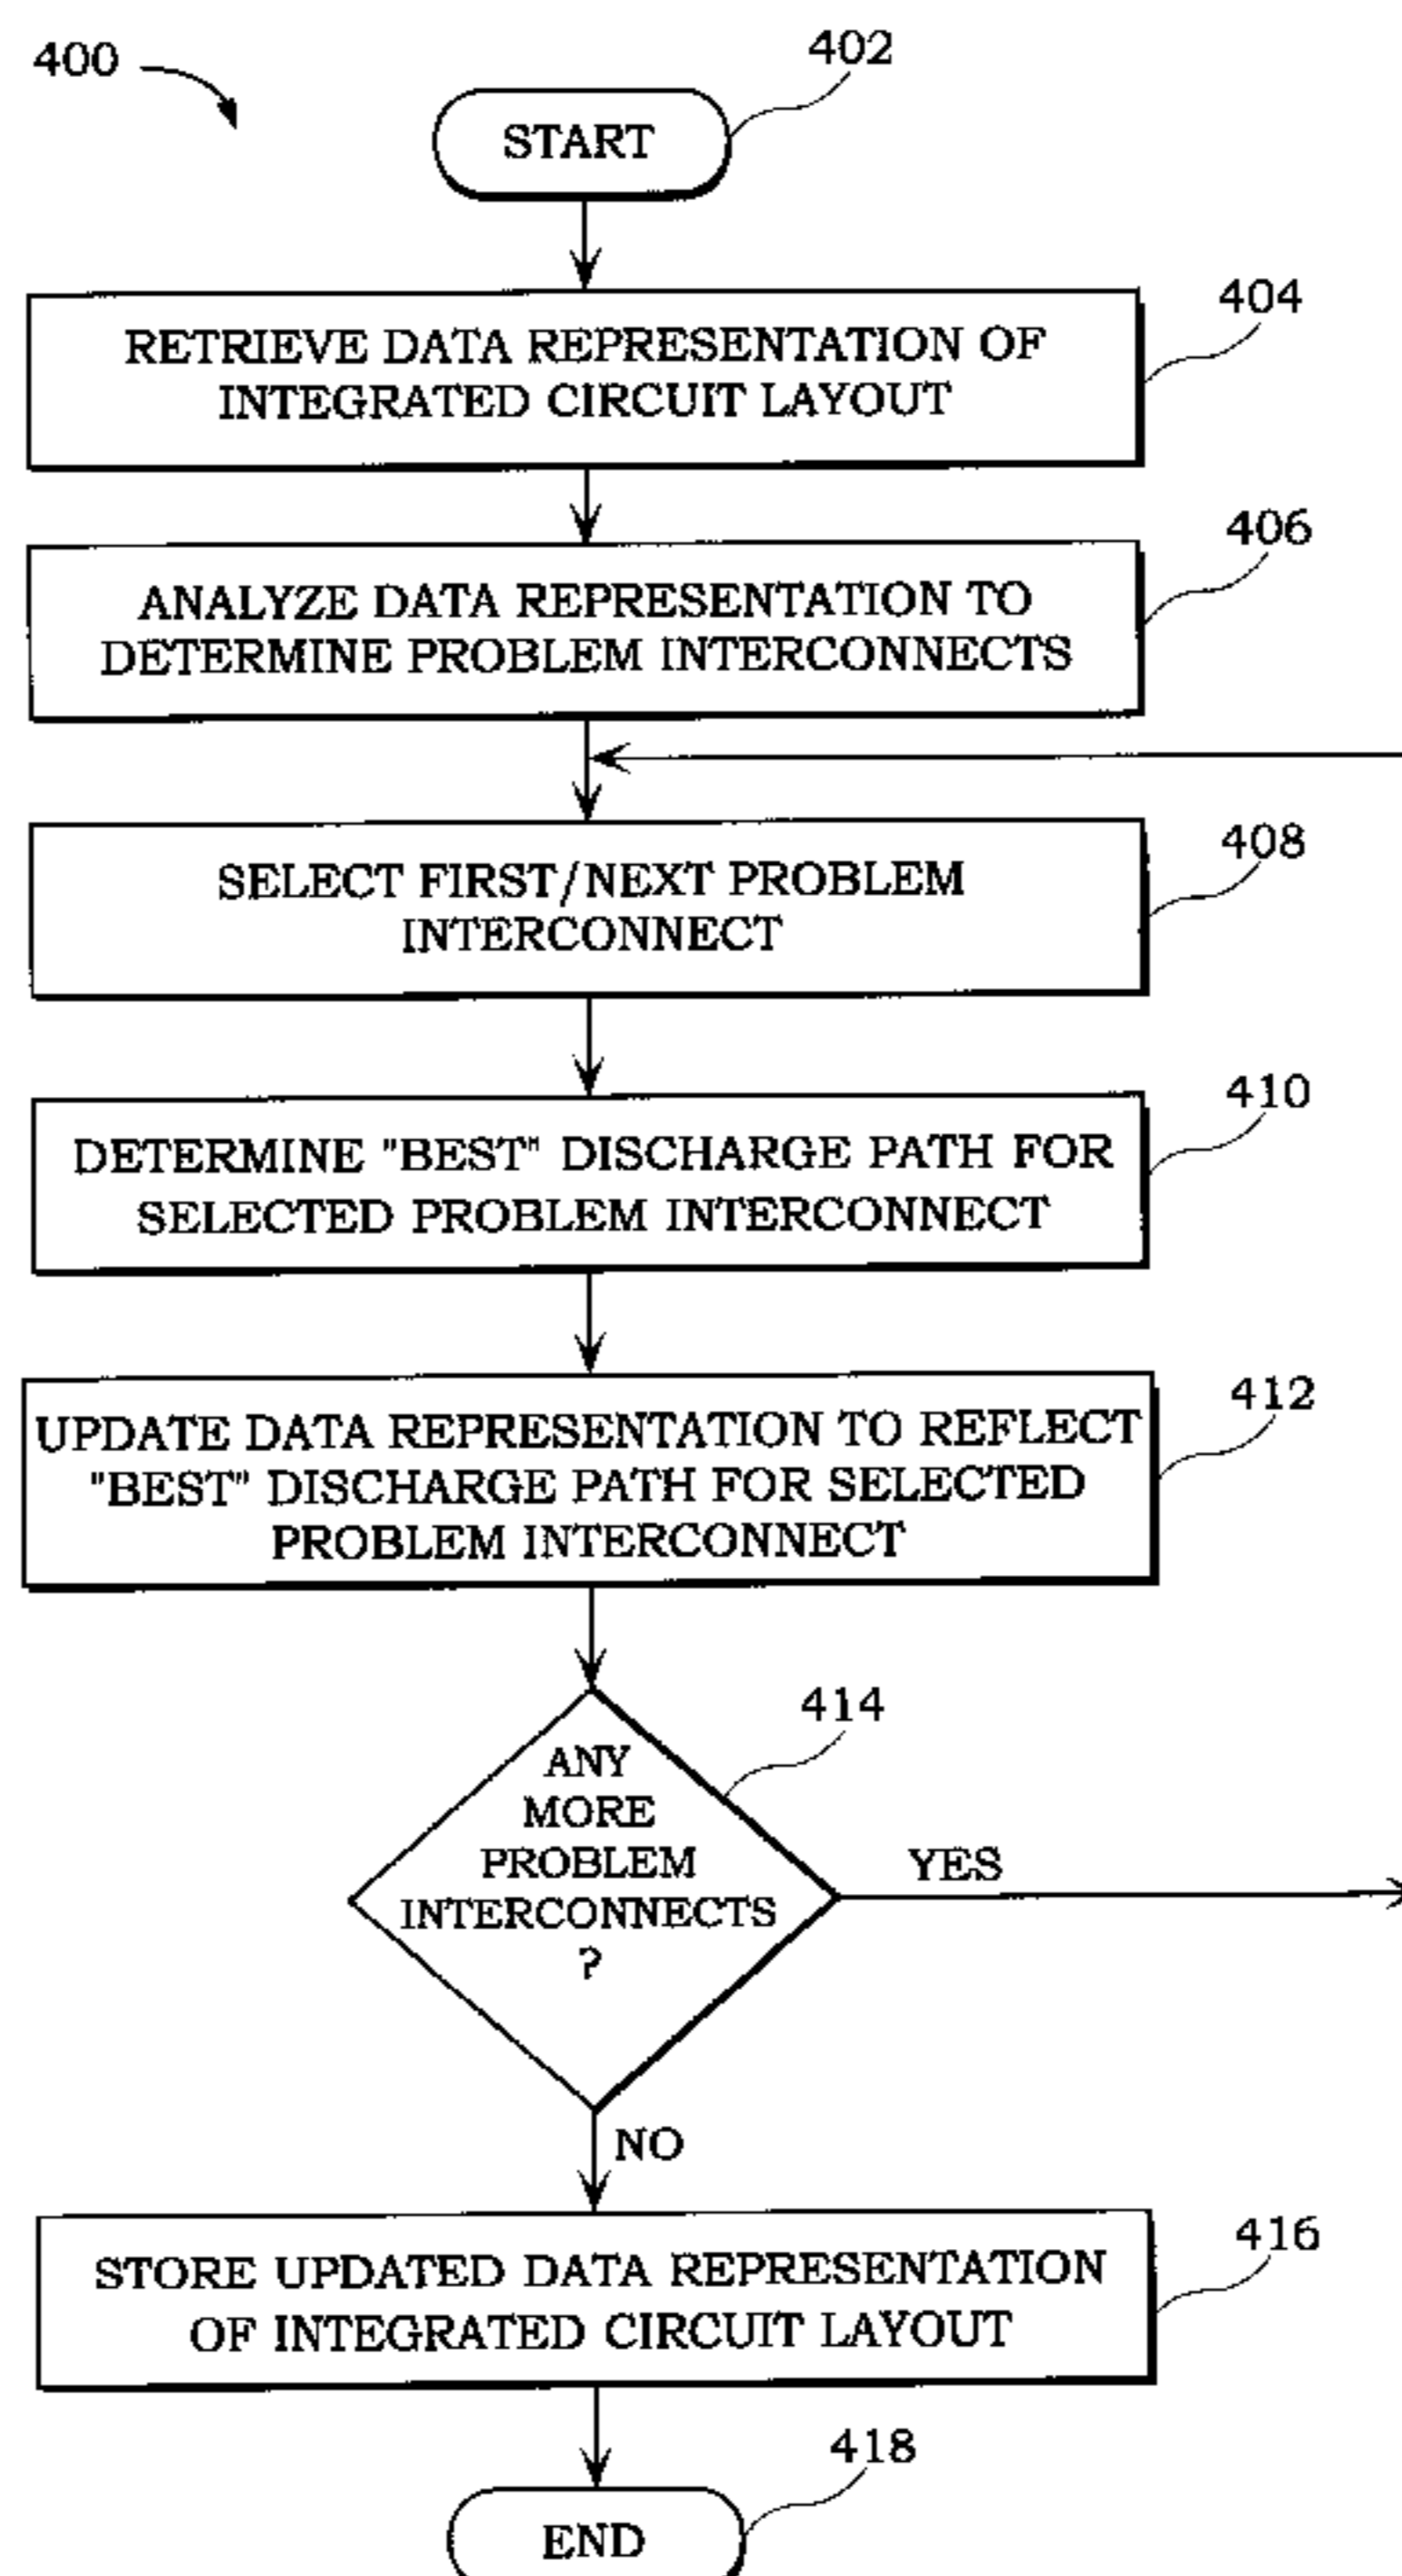 400
402
START
404
RETRIEVE DATA REPRESENTATION OF
INTEGRATED CIRCUIT LAYOUT
406
ANALYZE DATA REPRESENTATION TO
DETERMINE PROBLEM INTERCONNECTS
408
SELECT FIRST/NEXT PROBLEM
INTERCONNECT
410
DETERMINE "BEST" DISCHARGE PATH FOR
SELECTED PROBLEM INTERCONNECT
412
UPDATE DATA REPRESENTATION TO REFLECT
"BEST" DISCHARGE PATH FOR SELECTED
PROBLEM INTERCONNECT
414
ANY
MORE
PROBLEM
INTERCONNECTS
?
YES
NO
416
STORE UPDATED DATA REPRESENTATION
OF INTEGRATED CIRCUIT LAYOUT
418
END